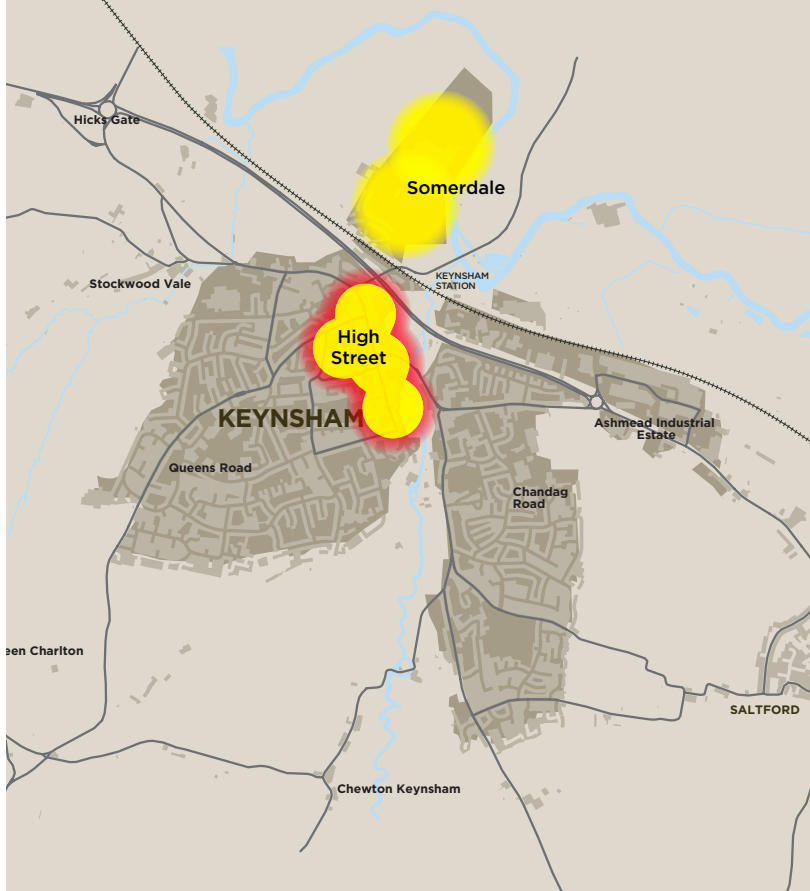 Hicks Gate
Somerdale
Stockwood Vale
KEYNSHAM
STATION
High
Street
KEYNSHAM
Ashmead Industrial
Estate
Queens Road
Chandag
Road
een Charlton
SALTFORD
Chewton Keynsham